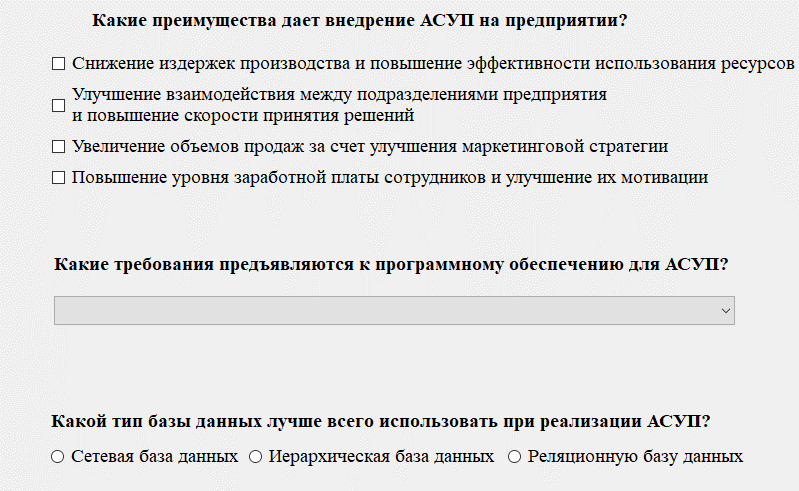 Какие преимущества дает внедрение АСУП на предприятии?
Снижение издержек производства и повышение эффективности использования ресурсов
Улучшение взаимодействия между подразделениями предприятия
и повышение скорости принятия решений
Увеличение объемов продаж за счет улучшения маркетинговой стратегии
Повышение уровня заработной платы сотрудников и улучшение их мотивации
Какие требования предъявляются к программному обеспечению для АСУП?
Какой тип базы данных лучше всего использовать при реализации АСУП?
Сетевая база данных Иерархическая база данных Реляционную базу данных